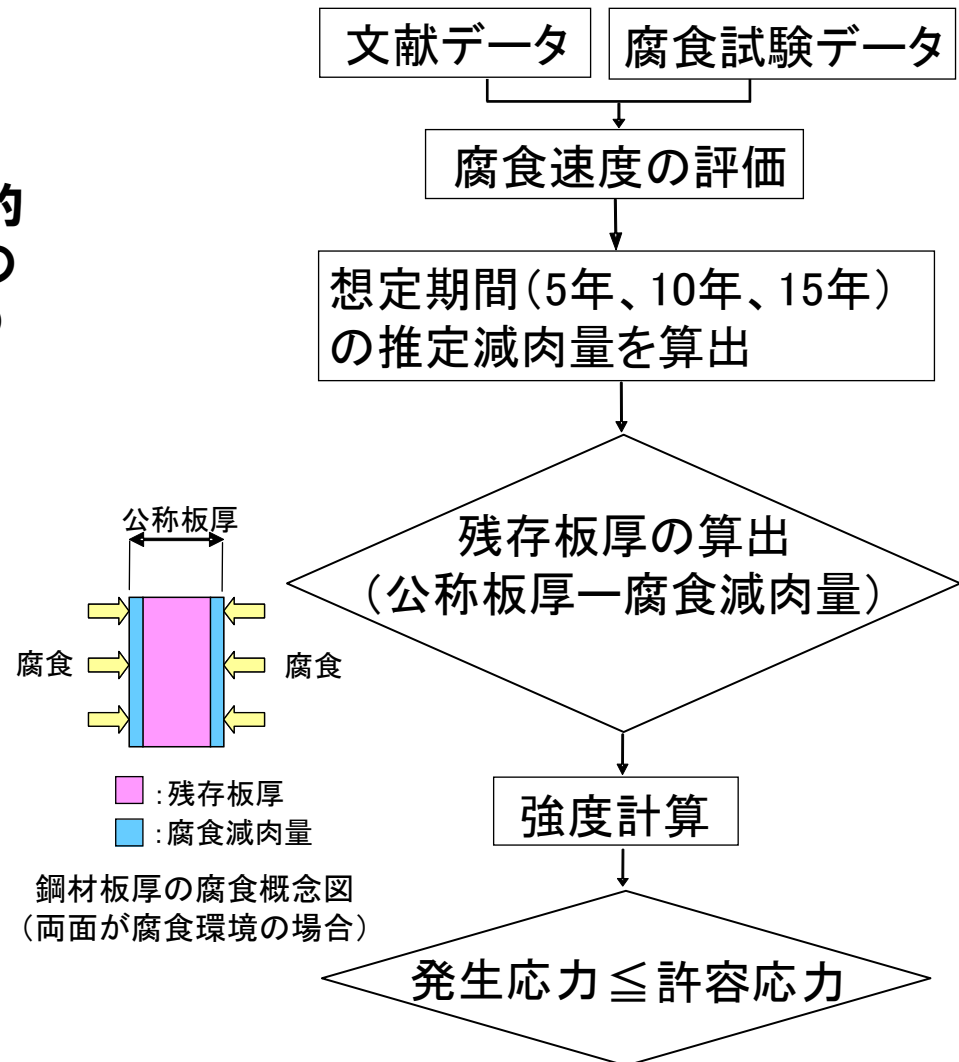 文献データ
腐食試験データ
腐食速度の評価
想定期間(5年、10年、15年)
の推定減肉量を算出
残存板厚の算出
(公称板厚ー腐食減肉量)
強度計算
発生応力≦許容応力
的
の
公称板厚
腐食
腐食
:残存板厚
:腐食減肉量
鋼材板厚の腐食概念図
(両面が腐食環境の場合)